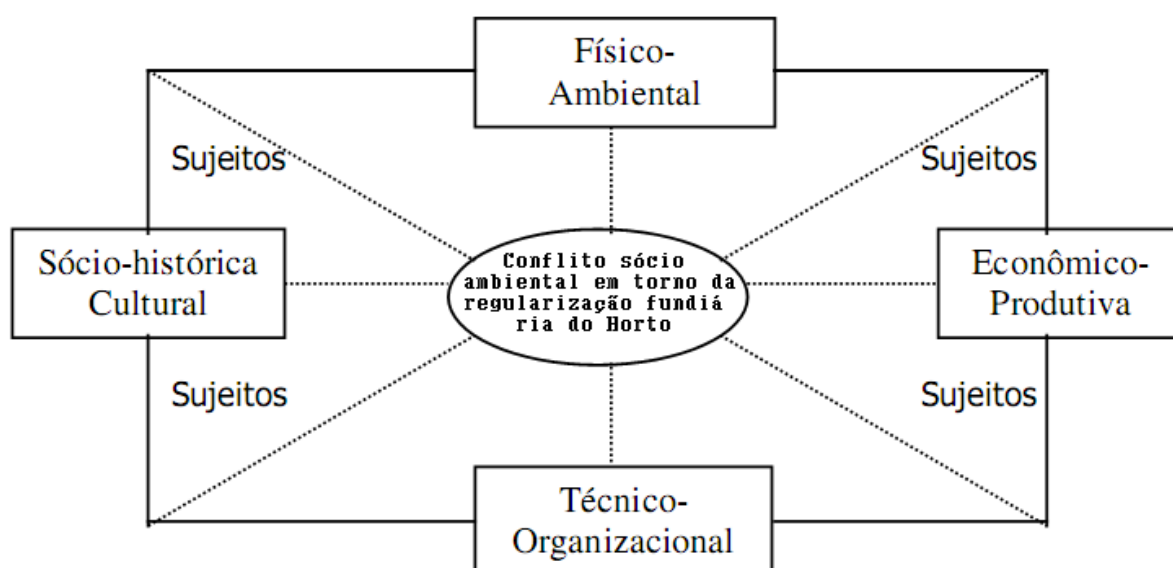 Físico-
Ambiental
Sujeitos
Sujeitos
Sócio-histórica
Cultural
Conflito sócio
ambiental em torno da
regularização fundiá
ria do Horto
Econômico-
Produtiva
Sujeitos
Sujeitos
Técnico-
Organizacional